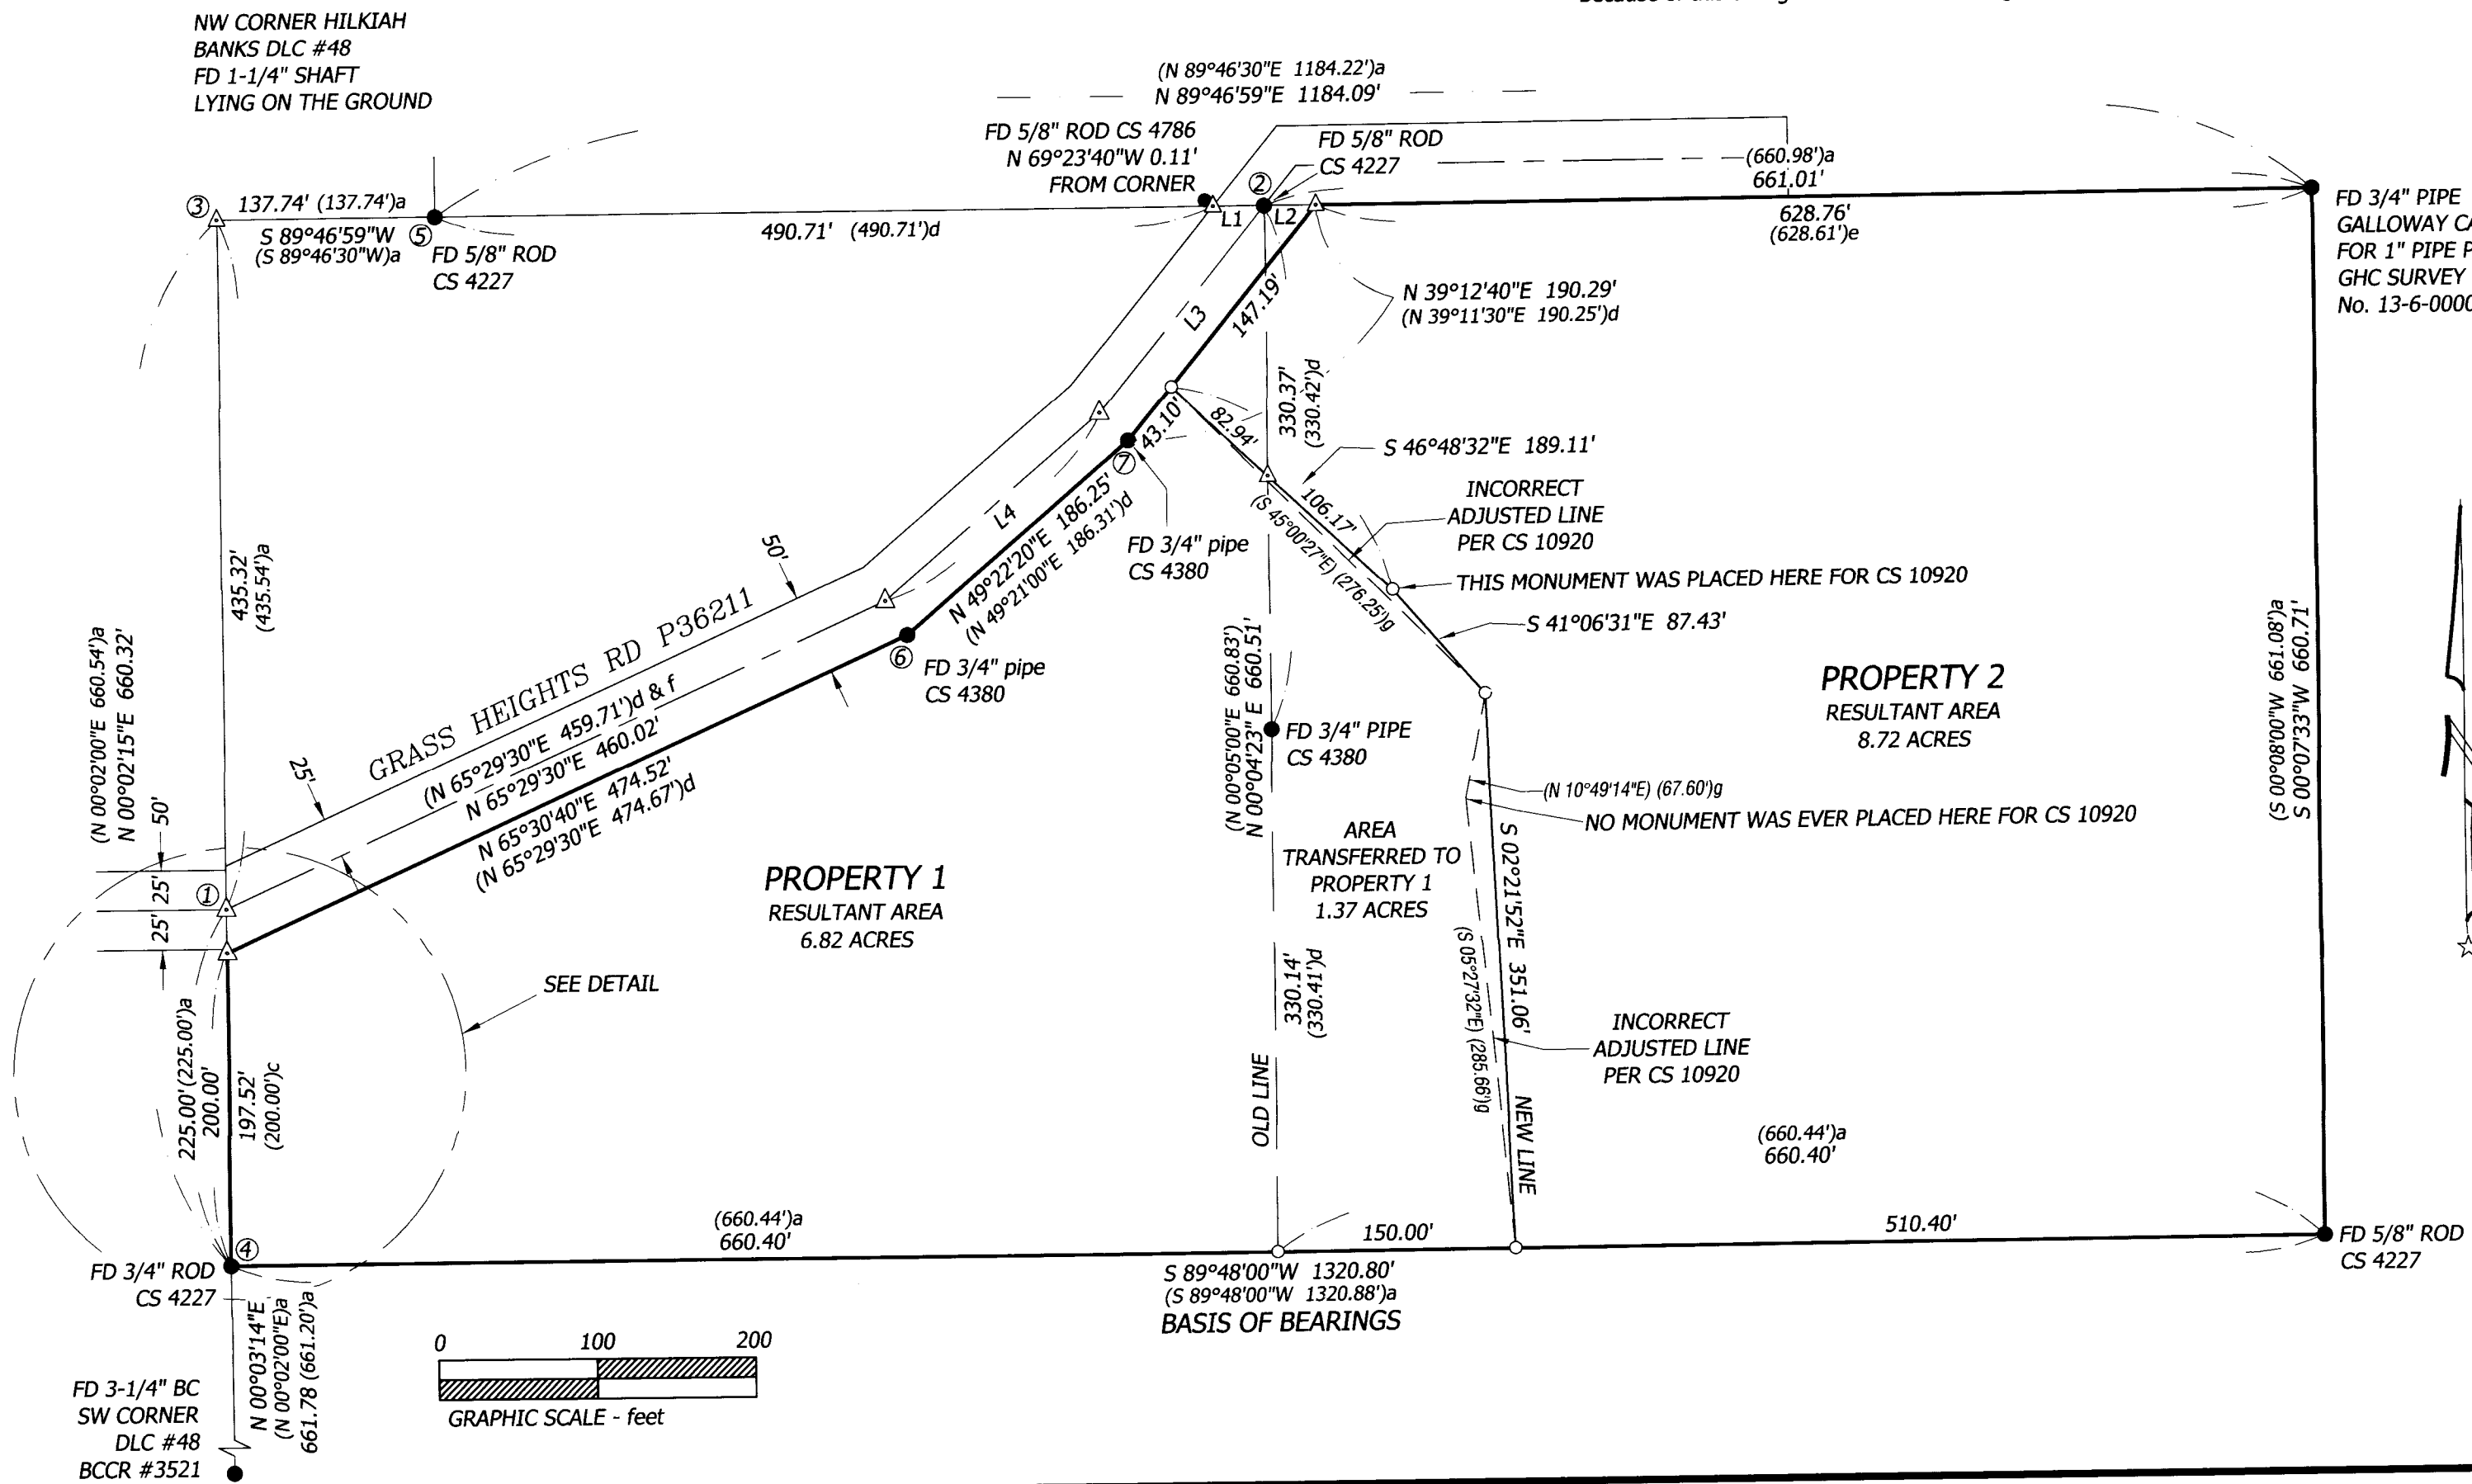 NW CORNER HILKIAH
BANKS DLC #48
FD 1-1/4" SHAFT
LYING ON THE GROUND
(N 89°46'30"E 1184.22')a
N 89°46'59"E 1184.09'
FD 5/8" ROD CS 4786
N 69°23'40"W 0.11'
FROM CORNER
FD 5/8" ROD
CS 4227
(660.98')a
661.01'
3
137.74' (137.74')a
S 89°46'59"W
(S 89°46'30"W)a
5
FD 5/8" ROD
CS 4227
490.71' (490.71')d
L1
2
L2
628.76'
(628.61')e
FD 3/4" PIPE
GALLOWAY
FOR 1" PIPE
GHC SURVEY
No. 13-6-0000
N 39°12'40"E 190.29'
(N 39°11'30"E 190.25')d
L3
147.19'
330.37'
(330.42')d
82.94'
43.10'
7
S 46°48'32"E 189.11'
106.17'
INCORRECT
ADJUSTED LINE
PER CS 10920
(S 45°00'27"E) (276.25')g
L4
N 49°22'20"E 186.25'
(N 49°21'00"E 186.31')d
FD 3/4" pipe
CS 4380
THIS MONUMENT WAS PLACED HERE FOR CS 10920
S 41°06'31"E 87.43'
435.32'
(435.54')a
(N 00°02'00"E 660.54')a
N 00°02'15"E 660.32'
50'
25'
GRASS HEIGHTS RD P36211
6
FD 3/4" pipe
CS 4380
(N 65°29'30"E 459.71')d & f
N 65°29'30"E 460.02'
N 65°30'40"E 474.52'
(N 65°29'30"E 474.67')d
(N 00°05'00"E 660.83')
N 00°04'23"E 660.51'
FD 3/4" PIPE
CS 4380
PROPERTY 2
RESULTANT AREA
8.72 ACRES
(S 00°08'00"W 661.08')a
S 00°07'33"W 660.71'
(N 10°49'14"E) (67.60')g
NO MONUMENT WAS EVER PLACED HERE FOR CS 10920
50'
25'
25'
1
PROPERTY 1
RESULTANT AREA
6.82 ACRES
AREA
TRANSFERRED TO
PROPERTY 1
1.37 ACRES
S 02°21'52"E 351.06'
(S 05°27'32"E) (285.66')g
SEE DETAIL
330.14'
(330.41')d
INCORRECT
ADJUSTED LINE
PER CS 10920
225.00'(225.00')a
200.00'
197.52'
(200.00')c
OLD LINE
NEW LINE
(660.44')a
660.40'
4
(660.44')a
660.40'
150.00'
510.40'
FD 3/4" ROD
CS 4227
FD 5/8" ROD
CS 4227
S 89°48'00"W 1320.80'
(S 89°48'00"W 1320.88')a
BASIS OF BEARINGS
N 00°03'14"E
(N 00°02'00"E)a
661.78 (661.20')a
FD 3-1/4" BC
SW CORNER
DLC #48
BCCR #3521
0 100 200
GRAPHIC SCALE - feet